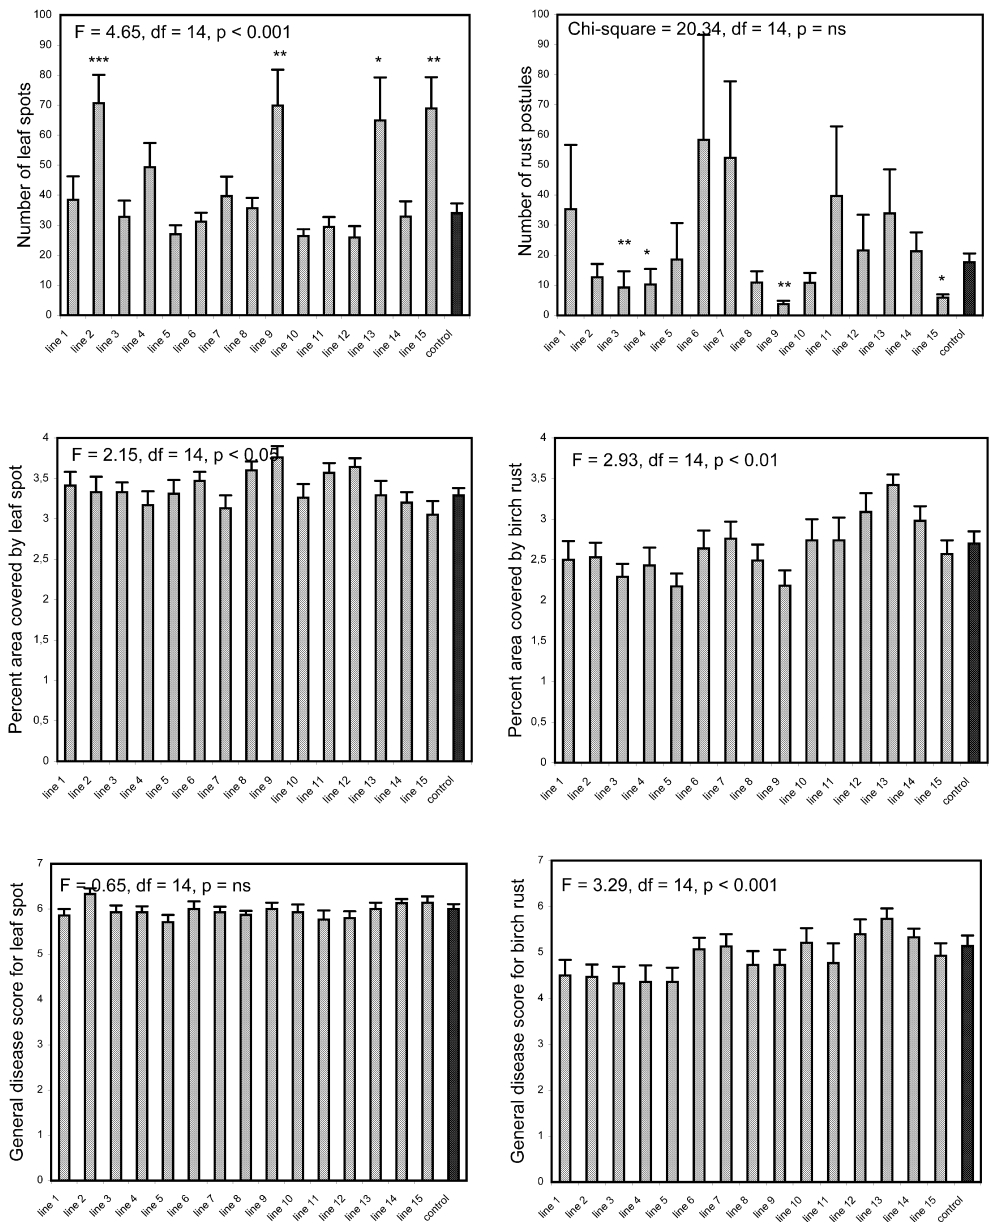 F = 4.65, df = 14, p < 0.001
Number of leaf spots
100
90
80
70
60
50
40
30
20
10
0
***
**
*
**
line 1
line 2
line 3
line 4
line 5
line 6
line 7
line 8
line 9
line 10
line 11
line 12
line 13
line 14
line 15
control
Chi-square = 20.34, df = 14, p = ns
Number of rust postules
100
90
80
70
60
50
40
30
20
10
0
**
*
**
*
line 1
line 2
line 3
line 4
line 5
line 6
line 7
line 8
line 9
line 10
line 11
line 12
line 13
line 14
line 15
control
F = 2.15, df = 14, p < 0.05
Percent area covered by leaf spot
4
3,5
3
2,5
2
1,5
1
0,5
0
line 1
line 2
line 3
line 4
line 5
line 6
line 7
line 8
line 9
line 10
line 11
line 12
line 13
line 14
line 15
control
F = 2.93, df = 14, p < 0.01
Percent area covered by birch rust
4
3,5
3
2,5
2
1,5
1
0,5
0
line 1
line 2
line 3
line 4
line 5
line 6
line 7
line 8
line 9
line 10
line 11
line 12
line 13
line 14
line 15
control
F = 0.65, df = 14, p = ns
General disease score for leaf spot
7
6
5
4
3
2
1
0
line 1
line 2
line 3
line 4
line 5
line 6
line 7
line 8
line 9
line 10
line 11
line 12
line 13
line 14
line 15
control
F = 3.29, df = 14, p < 0.001
General disease score for birch rust
7
6
5
4
3
2
1
0
line 1
line 2
line 3
line 4
line 5
line 6
line 7
line 8
line 9
line 10
line 11
line 12
line 13
line 14
line 15
control